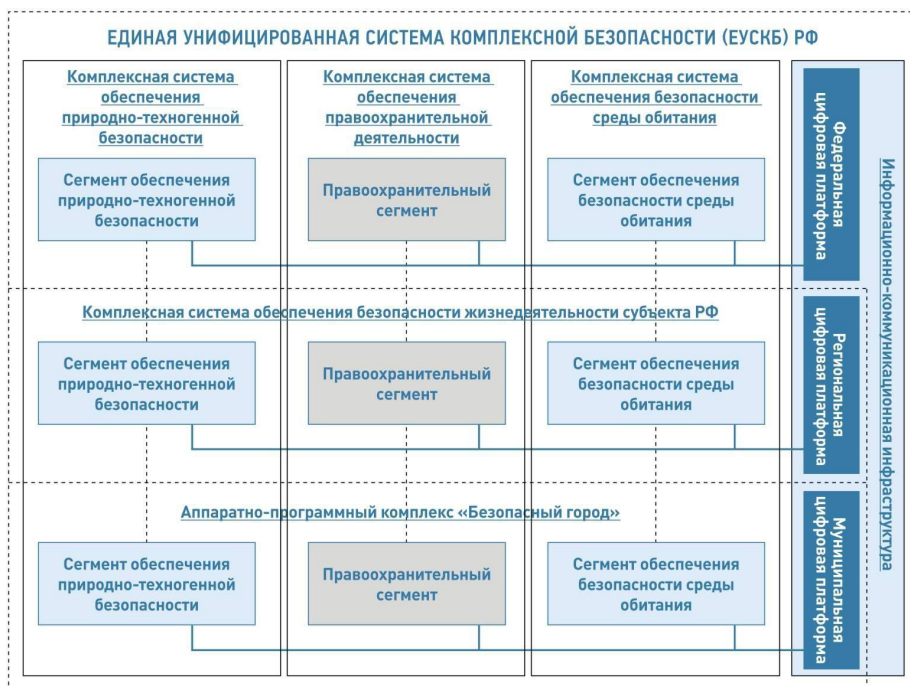 ЕДИНАЯ УНИФИЦИРОВАННАЯ СИСТЕМА КОМПЛЕКСНОЙ БЕЗОПАСНОСТИ (ЕУСКБ) РФ
Комплексная система
обеспечения
природно-техногенной
безопасности
Комплексная система
обеспечения
правоохранительной
деятельности
Комплексная система
обеспечения безопасности
среды обитания
Сегмент обеспечения
природно-техногенной
безопасности
Правоохранительный
сегмент
Сегмент обеспечения
безопасности среды
обитания
Федеральная
цифровая платформа
Комплексная система обеспечения безопасности жизнедеятельности субъекта РФ
Сегмент обеспечения
природно-техногенной
безопасности
Правоохранительный
сегмент
Сегмент обеспечения
безопасности среды
обитания
Региональная
цифровая платформа
Аппаратно-программный комплекс «Безопасный город»
Сегмент обеспечения
природно-техногенной
безопасности
Правоохранительный
сегмент
Сегмент обеспечения
безопасности среды
обитания
Муниципальная
цифровая платформа
Информационно-коммуникационная инфраструктура